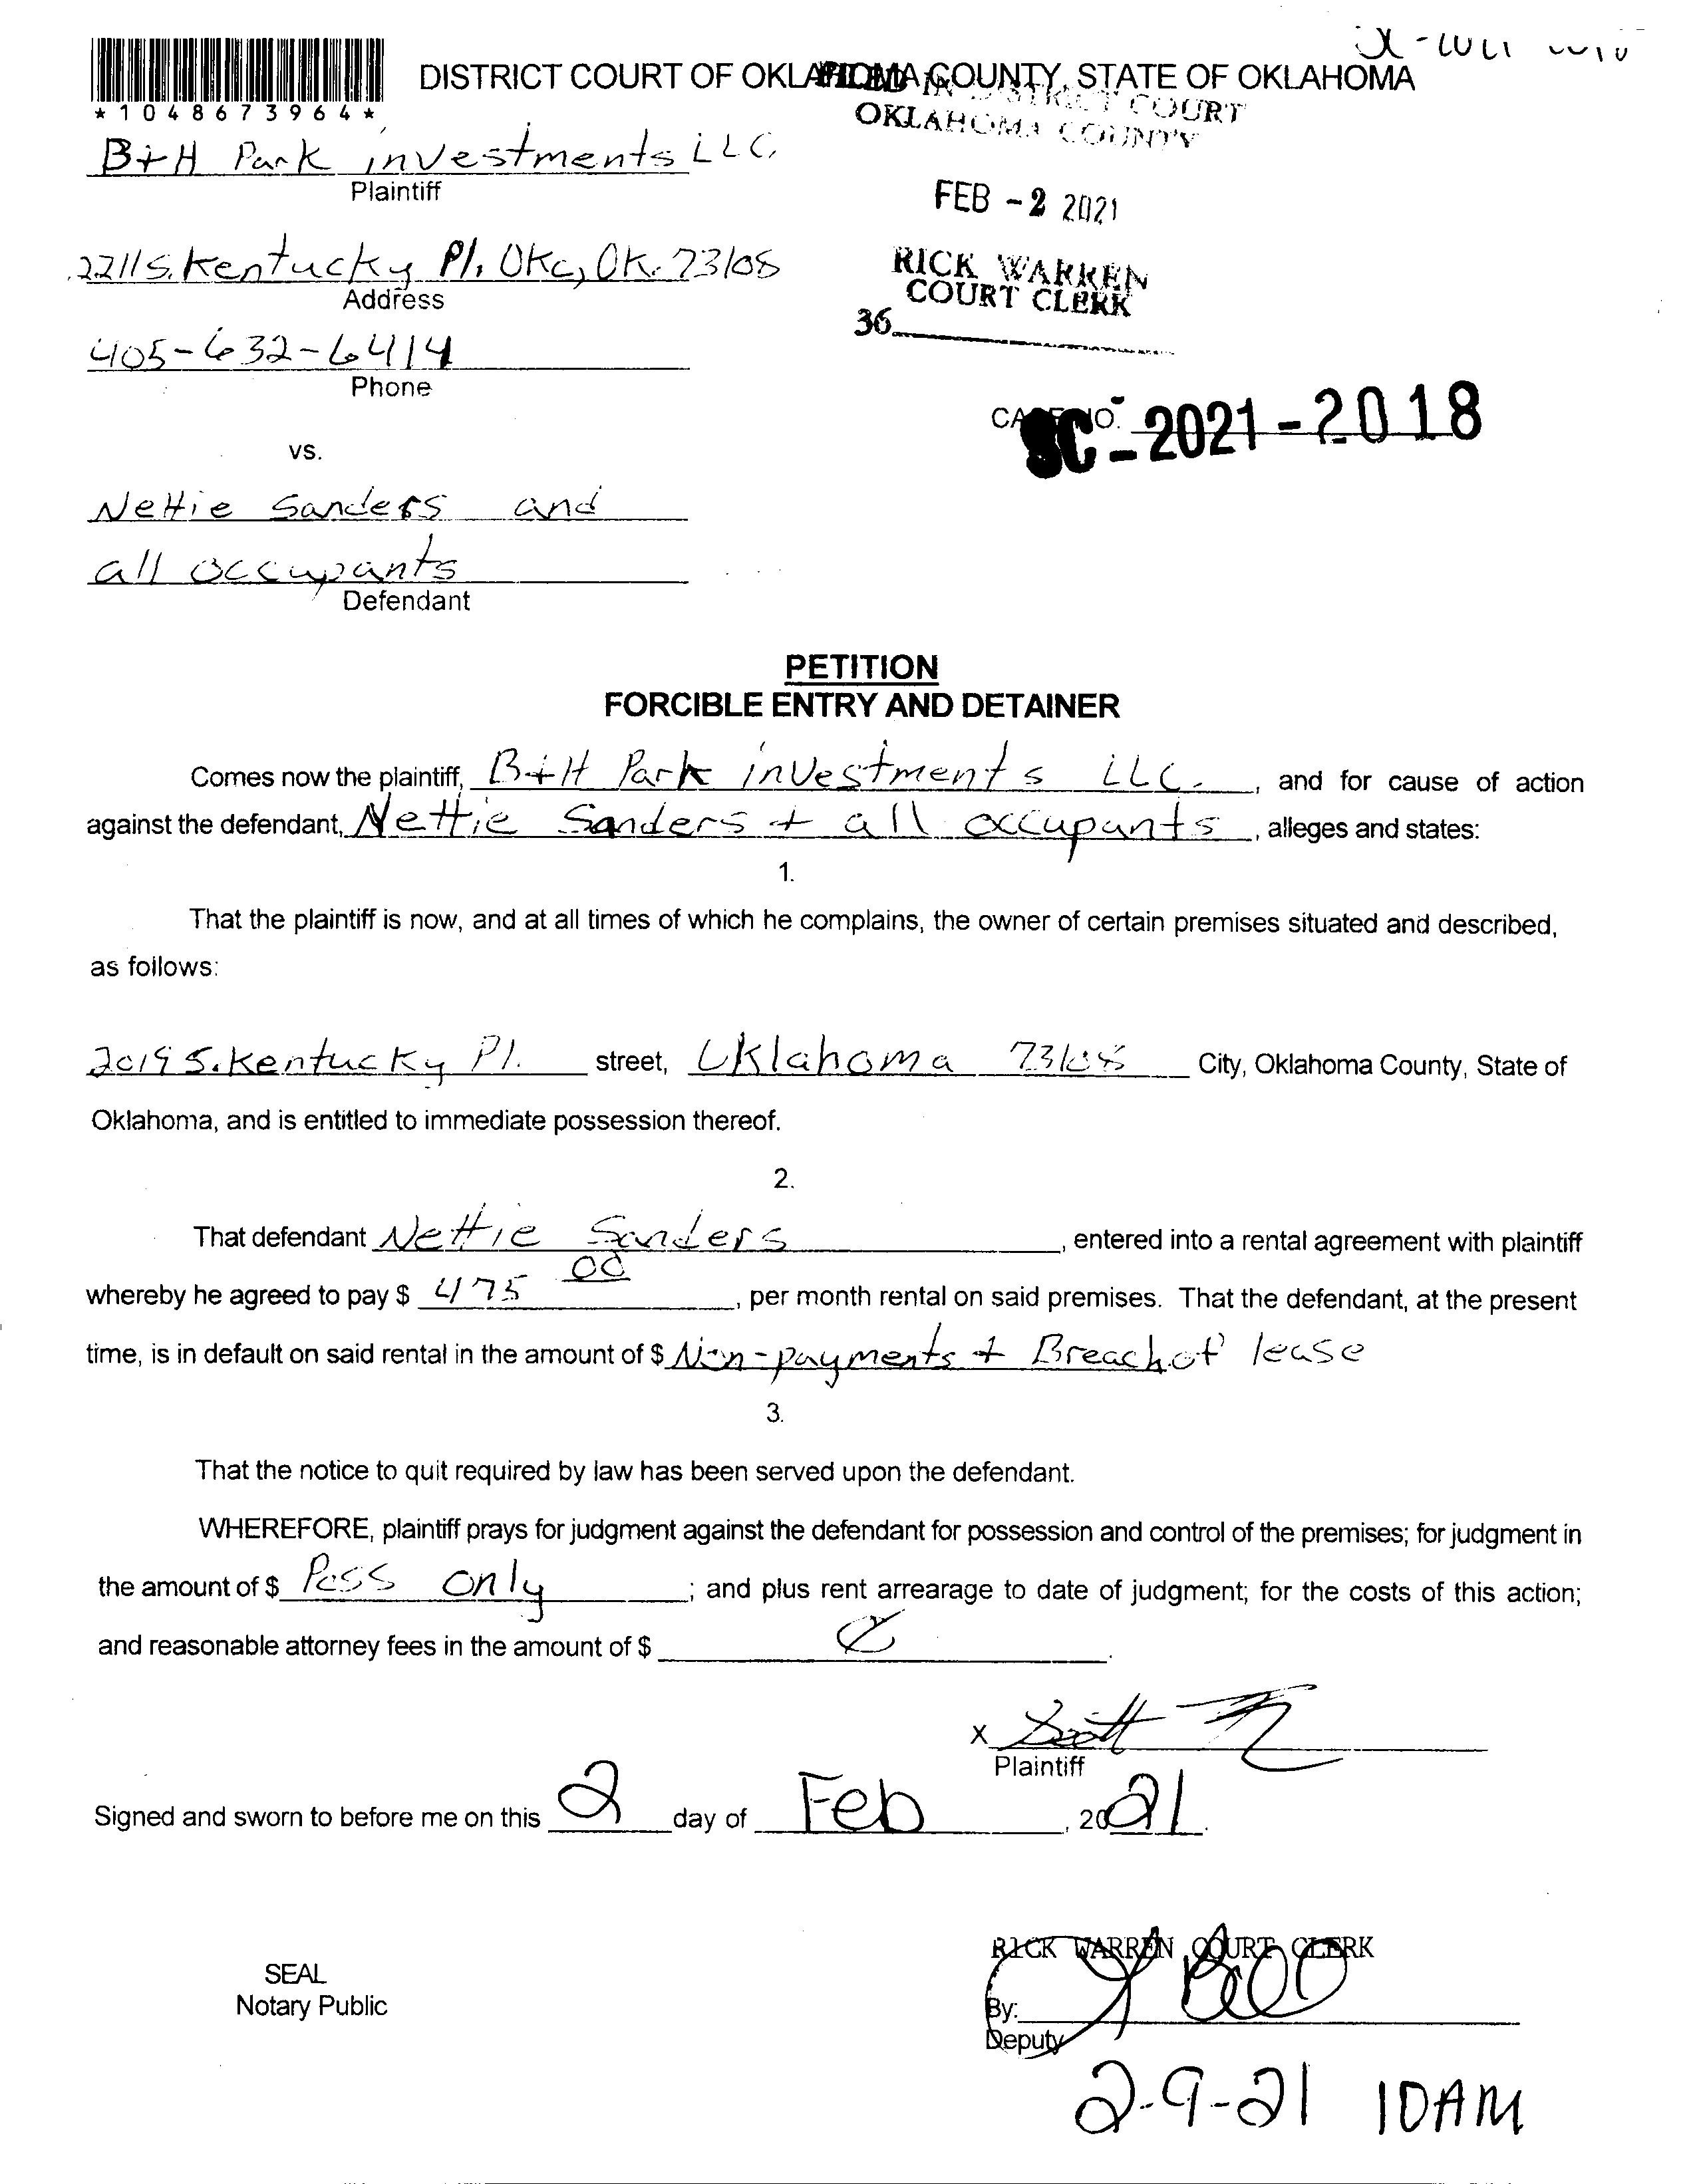 DISTRICT COURT OF OKLAHOMA COUNTY, STATE OF OKLAHOMA
*1048673964*
FILED IN DISTRICT COURT
OKLAHOMA COUNTY
B+H Park investments LLC.
Plaintiff
FEB -2 2021
2211 S. Kentucky Pl. OKc, OK. 73108
Address
RICK WARREN
COURT CLERK
36
405-632-6414
Phone
CASE NO. SC-2021-2018
vs.
Nettie Sanders and
all occupants
Defendant
PETITION
FORCIBLE ENTRY AND DETAINER
Comes now the plaintiff, B+H Park investments LLC., and for cause of action
against the defendant, Nettie Sanders + all occupants, alleges and states:
1.
That the plaintiff is now, and at all times of which he complains, the owner of certain premises situated and described,
as follows:
2019 S. Kentucky Pl. street, Oklahoma 73108 City, Oklahoma County, State of
Oklahoma, and is entitled to immediate possession thereof.
2.
That defendant Nettie Sanders, entered into a rental agreement with plaintiff
whereby he agreed to pay $ 475 00, per month rental on said premises. That the defendant, at the present
time, is in default on said rental in the amount of $ Non-payments + Breach of lease
3.
That the notice to quit required by law has been served upon the defendant.
WHEREFORE, plaintiff prays for judgment against the defendant for possession and control of the premises; for judgment in
the amount of $ Poss only; and plus rent arrearage to date of judgment; for the costs of this action;
and reasonable attorney fees in the amount of $
X Scott
Plaintiff
Signed and sworn to before me on this 2 day of Feb, 2021.
RICK WARREN COURT CLERK
SEAL
Notary Public
By:
Deputy
2-9-21 10AM